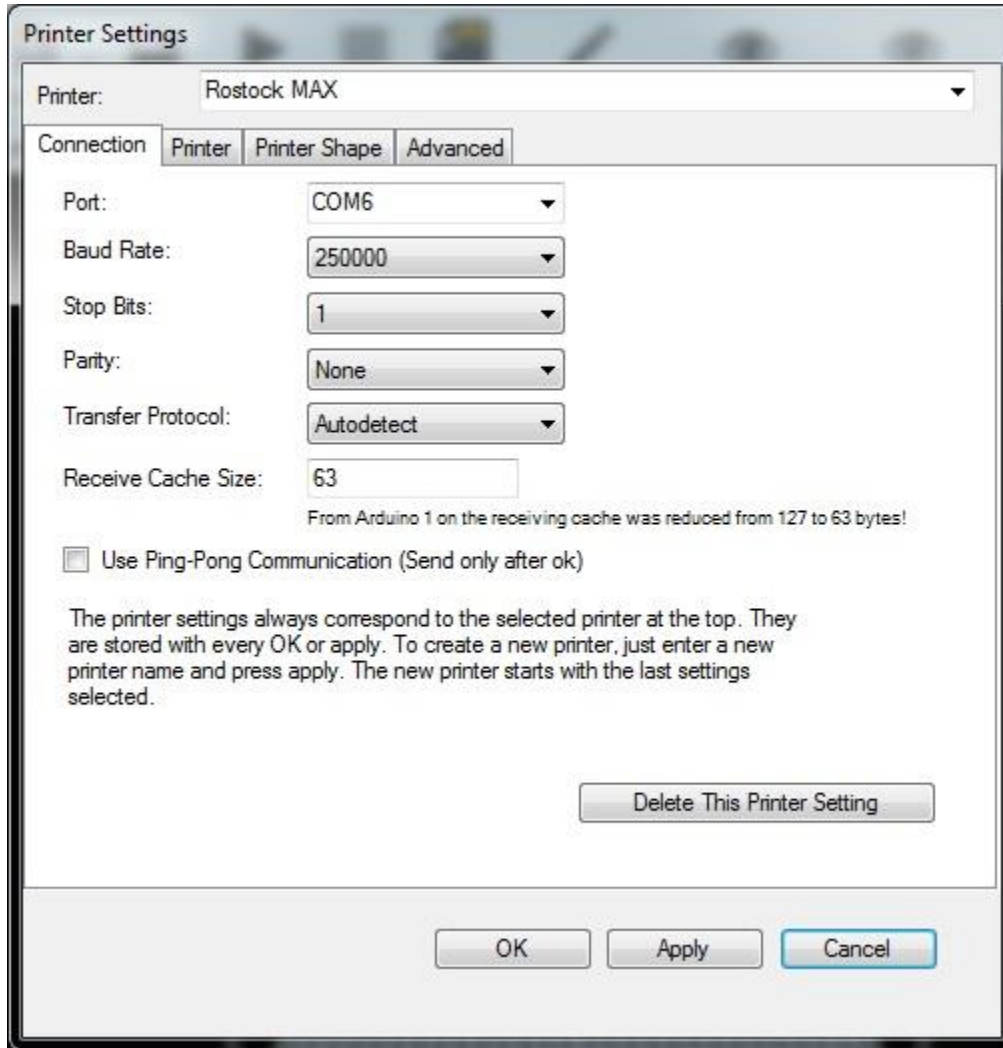 Printer Settings
Printer: Rostock MAX
Connection Printer Printer Shape Advanced
Port: COM6
Baud Rate: 250000
Stop Bits: 1
Parity: None
Transfer Protocol: Autodetect
Receive Cache Size: 63
From Arduino 1 on the receiving cache was reduced from 127 to 63 bytes!
Use Ping-Pong Communication (Send only after ok)
The printer settings always correspond to the selected printer at the top. They
are stored with every OK or apply. To create a new printer, just enter a new
printer name and press apply. The new printer starts with the last settings
selected.
Delete This Printer Setting
OK Apply Cancel